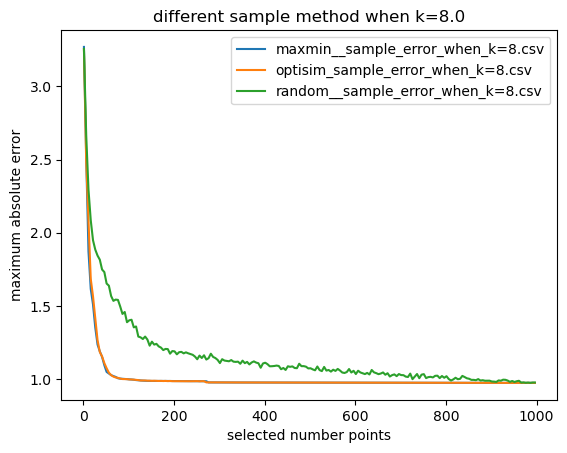 different sample method when k=8.0
maxmin__sample_error_when_k=8.csv
optisim_sample_error_when_k=8.csv
random__sample_error_when_k=8.csv
maximum absolute error
3.0
2.5
2.0
1.5
1.0
0
200
400
600
800
1000
selected number points